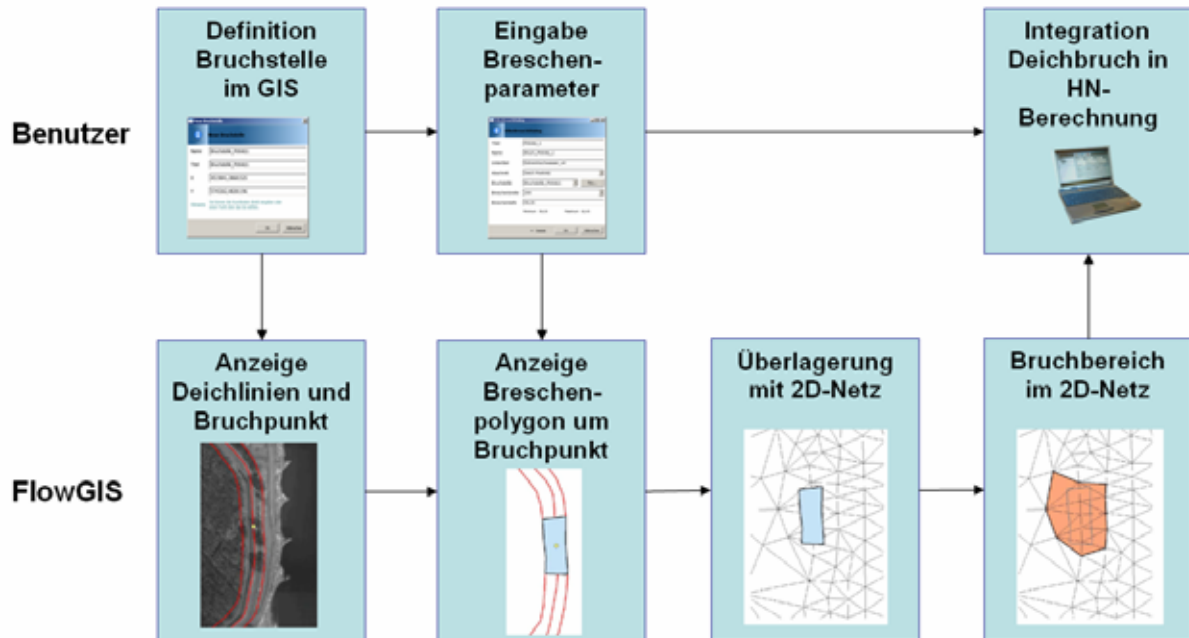 Definition
Bruchstelle
im GIS
Eingabe
Breschen-
parameter
Integration
Deichbruch in
HN-
Berechnung
Benutzer
Anzeige
Deichlinien und
Bruchpunkt
Anzeige
Breschen-
polygon um
Bruchpunkt
Überlagerung
mit 2D-Netz
Bruchbereich
im 2D-Netz
FlowGIS